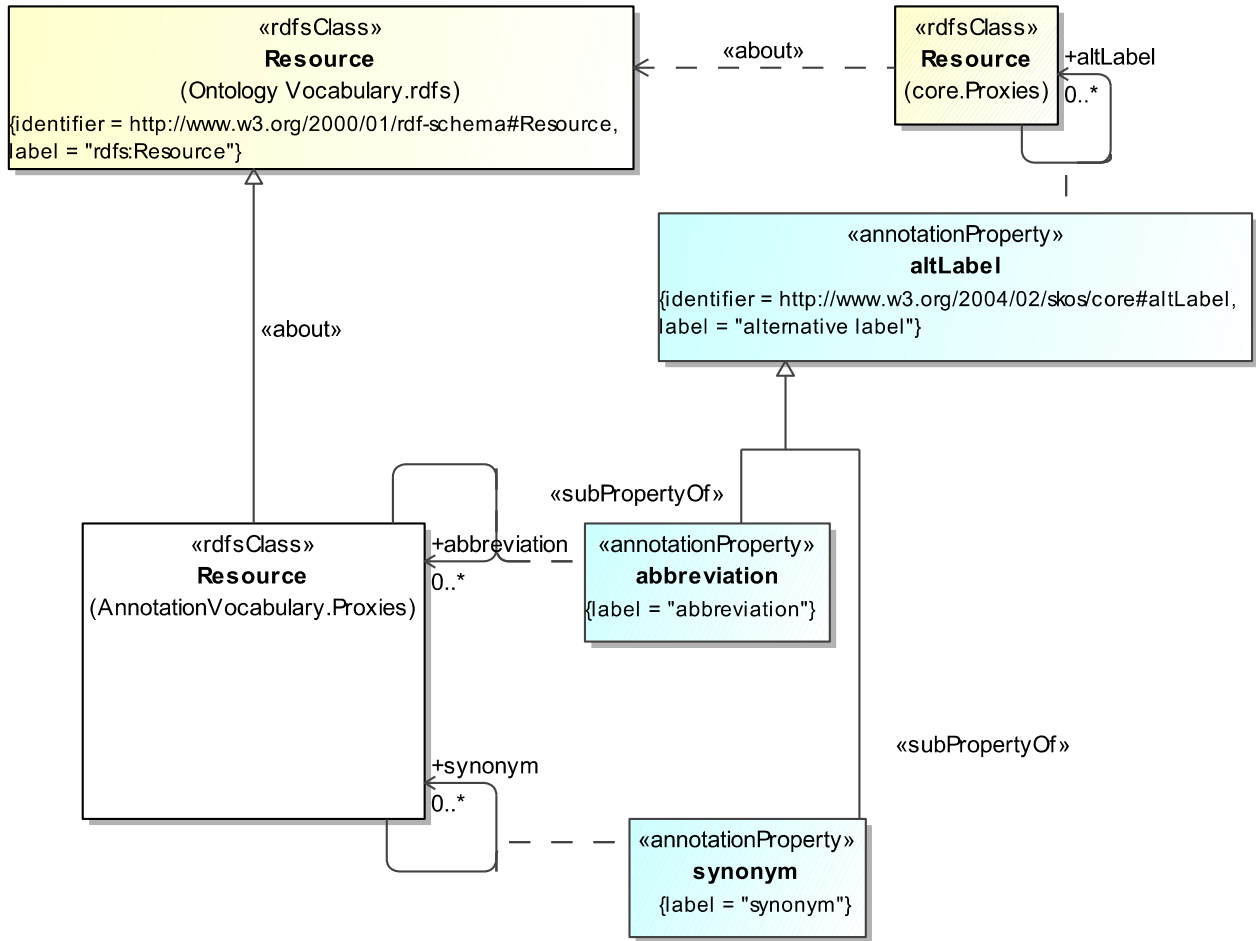 «rdfsClass»
Resource
(Ontology Vocabulary.rdfs)
{identifier = http://www.w3.org/2000/01/rdf-schema#Resource,
label = "rdfs:Resource"}
«about»
«rdfsClass»
Resource
(core.Proxies)
+altLabel
0..*
«annotationProperty»
altLabel
{identifier = http://www.w3.org/2004/02/skos/core#altLabel,
label = "alternative label"}
«about»
«subPropertyOf»
«rdfsClass»
Resource
(AnnotationVocabulary.Proxies)
+abbreviation
0..*
«annotationProperty»
abbreviation
{label = "abbreviation"}
«subPropertyOf»
+synonym
0..*
«annotationProperty»
synonym
{label = "synonym"}